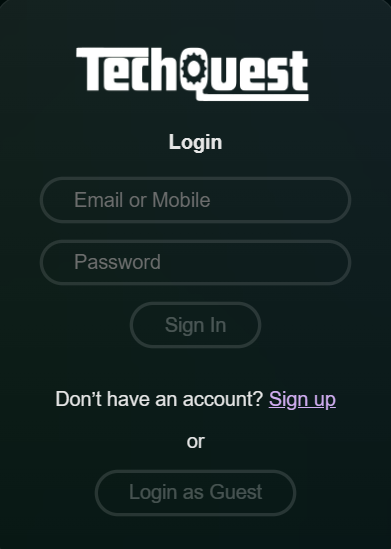 TechQuest
Login
Email or Mobile
Password
Sign In
Don’t have an account? Sign up
or
Login as Guest